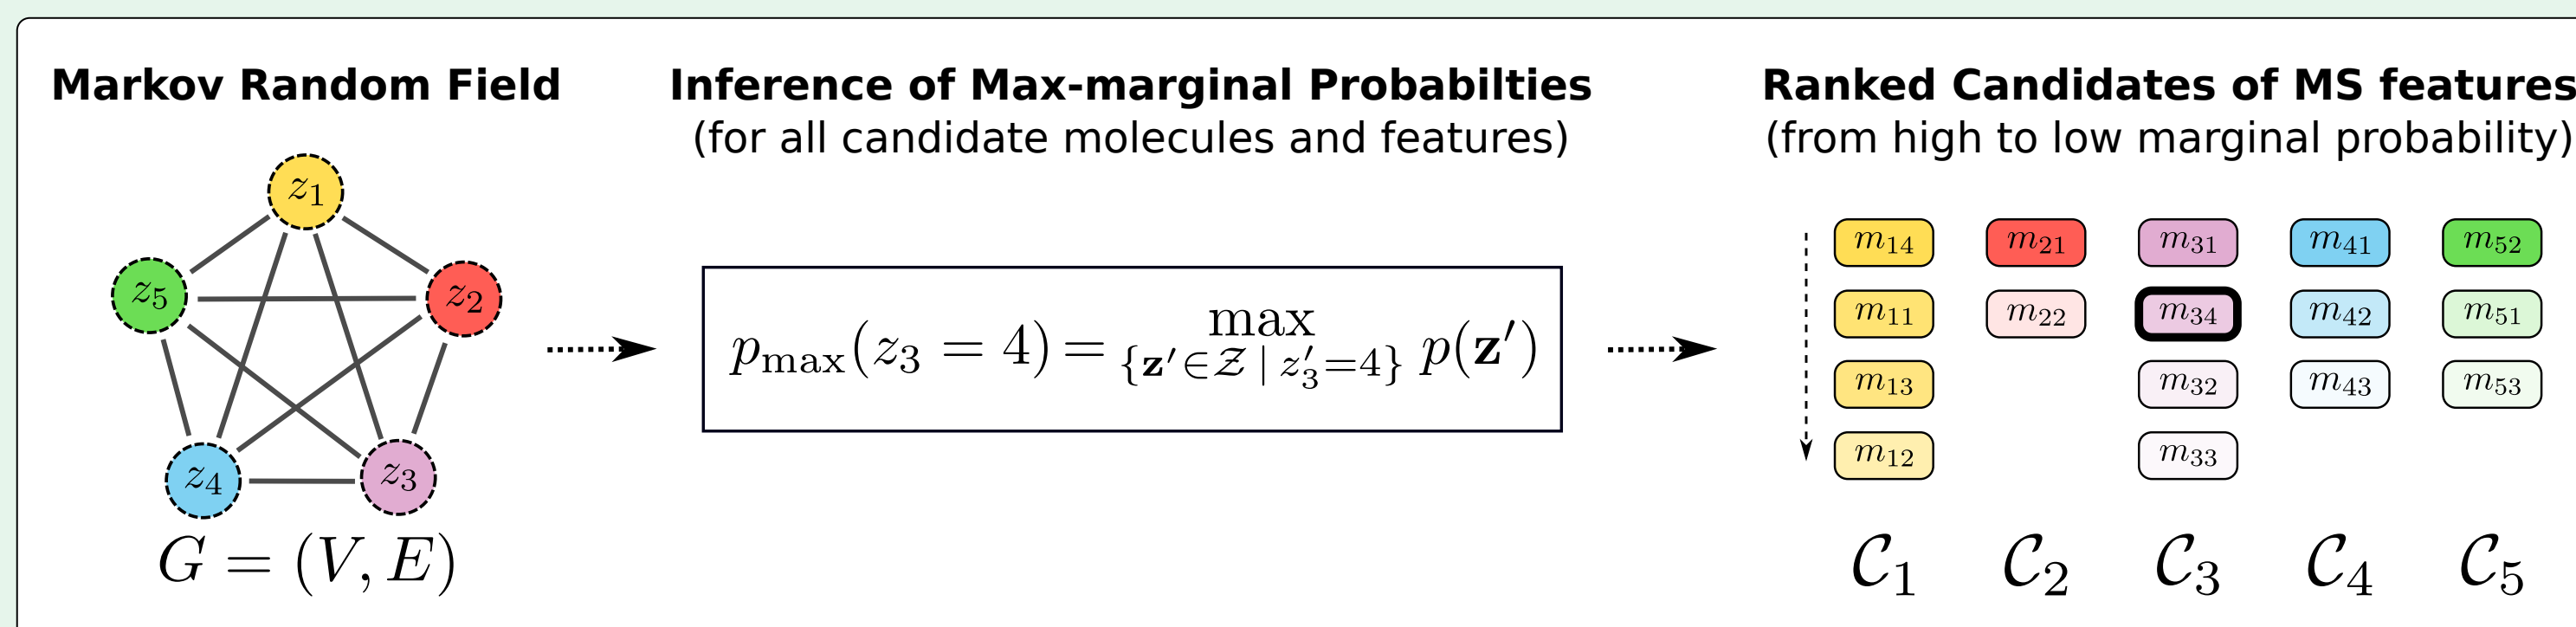 Markov Random Field
z1
z5
z2
z4
z3
G = (V, E)
Inference of Max-marginal Probabilties
(for all candidate molecules and features)
pmax(z3 = 4) = max {z′∈𝒵 | z′3=4} p(z′)
Ranked Candidates of MS features
(from high to low marginal probability)
m14 m21 m31 m41 m52
m11 m22 m34 m42 m51
m13 m32 m43 m53
m12 m33
𝒞1 𝒞2 𝒞3 𝒞4 𝒞5